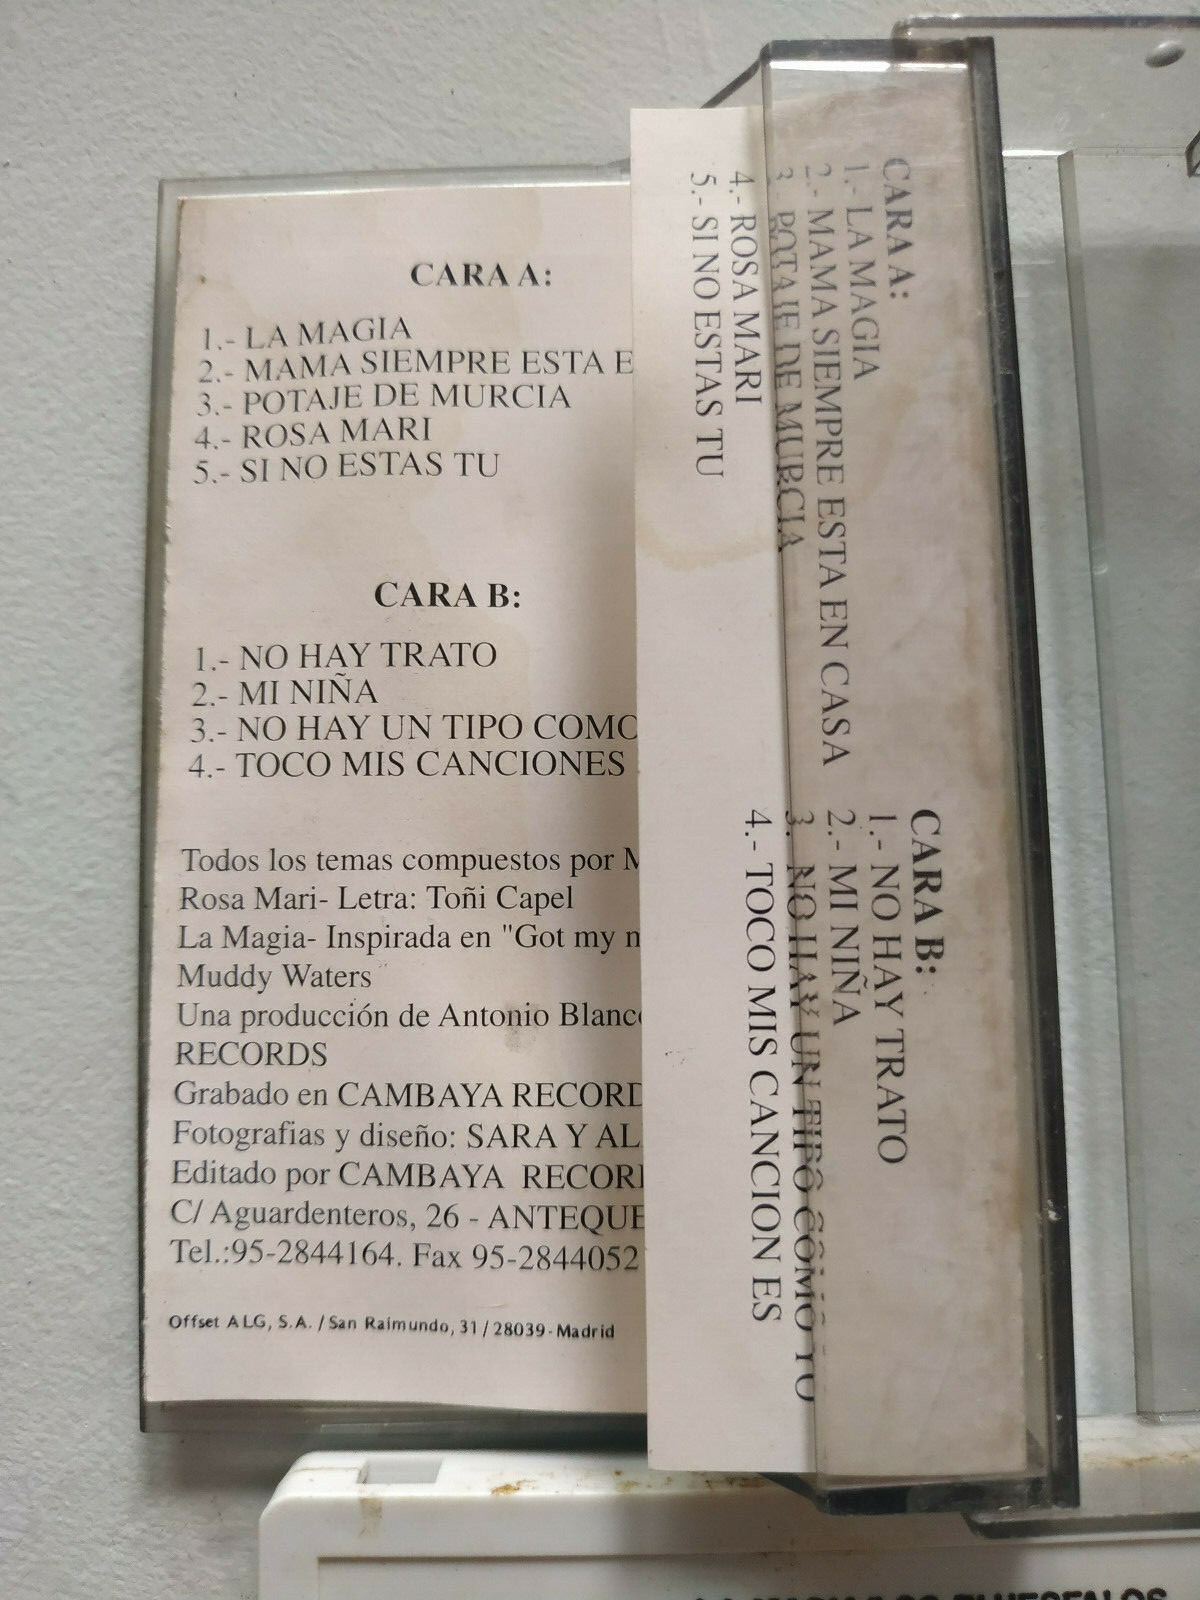 CARA A:
1.- LA MAGIA
2.- MAMA SIEMPRE ESTA E
3.- POTAJE DE MURCIA
4.- ROSA MARI
5.- SI NO ESTAS TU
CARA B:
1.- NO HAY TRATO
2.- MI NIÑA
3.- NO HAY UN TIPO COMO
4.- TOCO MIS CANCIONES
Todos los temas compuestos por M
Rosa Mari- Letra: Toñi Capel
La Magia- Inspirada en "Got my m
Muddy Waters
Una producción de Antonio Blanco
RECORDS
Grabado en CAMBAYA RECORD
Fotografias y diseño: SARA Y AL
Editado por CAMBAYA RECORD
C/ Aguardenteros, 26 - ANTEQUE
Tel.:95-2844164. Fax 95-2844052
Offset ALG, S.A. / San Raimundo, 31 / 28039 - Madrid
CARA A:
1.- LA MAGIA
2.- MAMA SIEMPRE ESTA EN CASA
3.- POTAJE DE MURCIA
4.- ROSA MARI
5.- SI NO ESTAS TU
CARA B:
1.- NO HAY TRATO
2.- MI NIÑA
3.- NO HAY UN TIPO COMO YO
4.- TOCO MIS CANCION ES